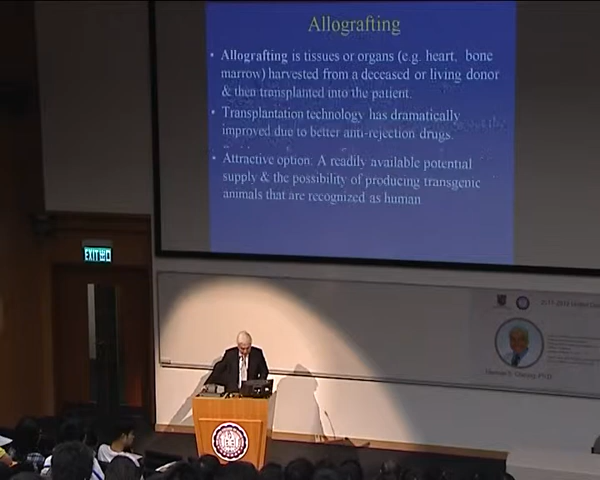 Allografting
• Allografting is tissues or organs (e.g. heart, bone
marrow) harvested from a deceased or living donor
& then transplanted into the patient.
• Transplantation technology has dramatically
improved due to better anti-rejection drugs.
• Attractive option. A readily available potential
supply & the possibility of producing transgenic
animals that are recognized as human
EXIT